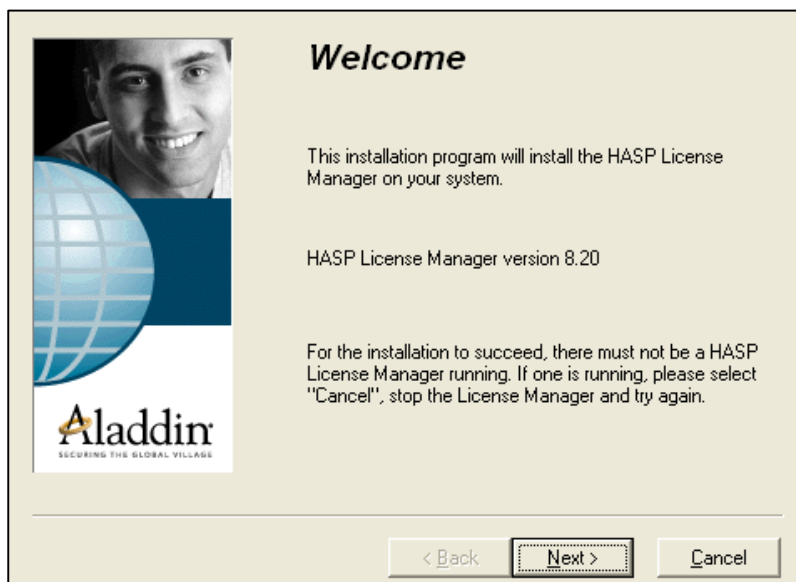 Welcome
This installation program will install the HASP License
Manager on your system.
HASP License Manager version 8.20
For the installation to succeed, there must not be a HASP
License Manager running. If one is running, please select
"Cancel", stop the License Manager and try again.
Aladdin
SECURING THE GLOBAL VILLAGE
< Back
Next >
Cancel